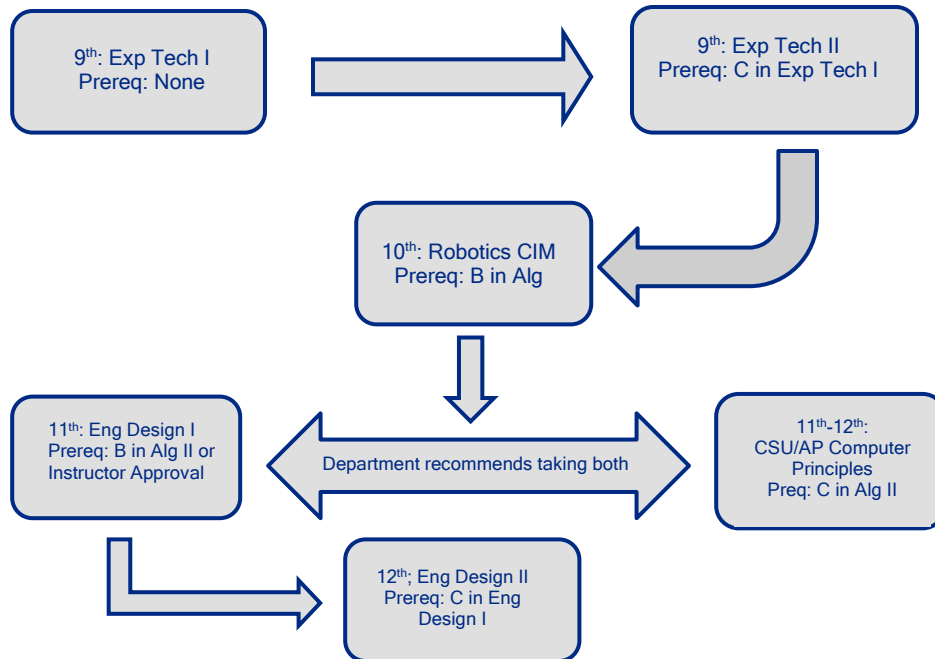 9th: Exp Tech I
Prereq: None
9th: Exp Tech II
Prereq: C in Exp Tech I
10th: Robotics CIM
Prereq: B in Alg
11th: Eng Design I
Prereq: B in Alg II or
Instructor Approval
Department recommends taking both
11th-12th:
CSU/AP Computer
Principles
Preq: C in Alg II
12th; Eng Design II
Prereq: C in Eng
Design I